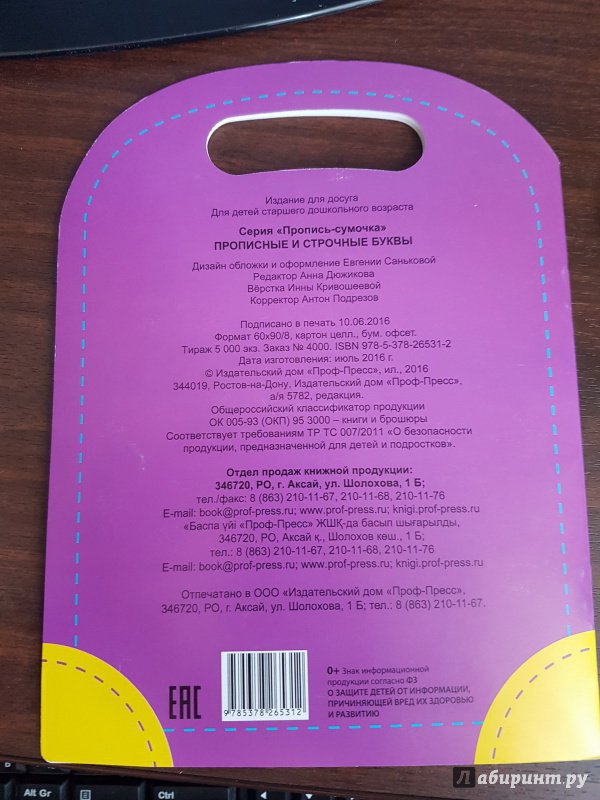 Издание для досуга
Для детей старшего дошкольного возраста
Серия «Пропись-сумочка»
ПРОПИСНЫЕ И СТРОЧНЫЕ БУКВЫ
Дизайн обложки и оформление Евгении Саньковой
Редактор Анна Дюжикова
Вёрстка Инны Кривошеевой
Корректор Антон Подрезов
Подписано в печать 10.06.2016
Формат 60х90/8, картон целл., бум. офсет.
Тираж 5 000 экз. Заказ № 4000. ISBN 978-5-378-26531-2
Дата изготовления: июль 2016 г.
© Издательский дом «Проф-Пресс», ил., 2016
344019, Ростов-на-Дону, Издательский дом «Проф-Пресс»,
а/я 5782, редакция.
Общероссийский классификатор продукции
ОК 005-93 (ОКП) 95 3000 – книги и брошюры
Соответствует требованиям ТР ТС 007/2011 «О безопасности
продукции, предназначенной для детей и подростков».
Отдел продаж книжной продукции:
346720, РО, г. Аксай, ул. Шолохова, 1 Б;
тел./факс: 8 (863) 210-11-67, 210-11-68, 210-11-76
E-mail: book@prof-press.ru; www.prof-press.ru; knigi.prof-press.ru
«Баспа үйі «Проф-Пресс» ЖШҚ-да басып шығарылды,
346720, РО, Аксай қ., Шолохов көш., 1 Б;
тел.: 8 (863) 210-11-67, 210-11-68, 210-11-76
E-mail: book@prof-press.ru; www.prof-press.ru; knigi.prof-press.ru
Отпечатано в ООО «Издательский дом «Проф-Пресс»,
346720, РО, г. Аксай, ул. Шолохова, 1 Б; тел.: 8 (863) 210-11-67.
EAC
9 785378 265312
0+ Знак информационной
продукции согласно ФЗ
О ЗАЩИТЕ ДЕТЕЙ ОТ ИНФОРМАЦИИ,
ПРИЧИНЯЮЩЕЙ ВРЕД ИХ ЗДОРОВЬЮ
И РАЗВИТИЮ
Alt Gr
Ctrl
лабиринт.ру